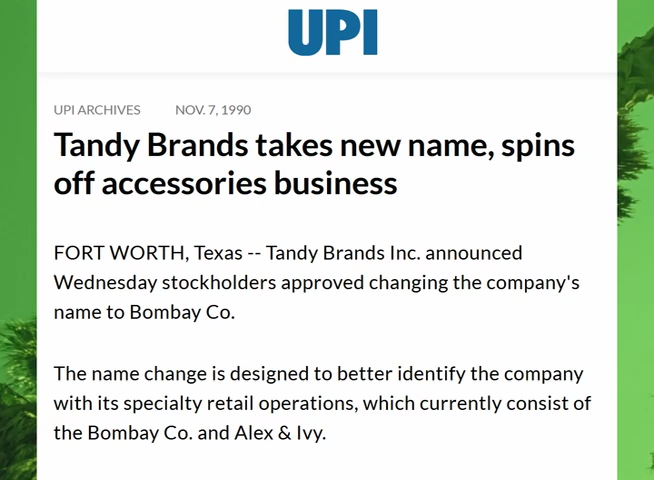 UPI
UPI ARCHIVES NOV. 7, 1990
Tandy Brands takes new name, spins
off accessories business
FORT WORTH, Texas -- Tandy Brands Inc. announced
Wednesday stockholders approved changing the company's
name to Bombay Co.
The name change is designed to better identify the company
with its specialty retail operations, which currently consist of
the Bombay Co. and Alex & Ivy.